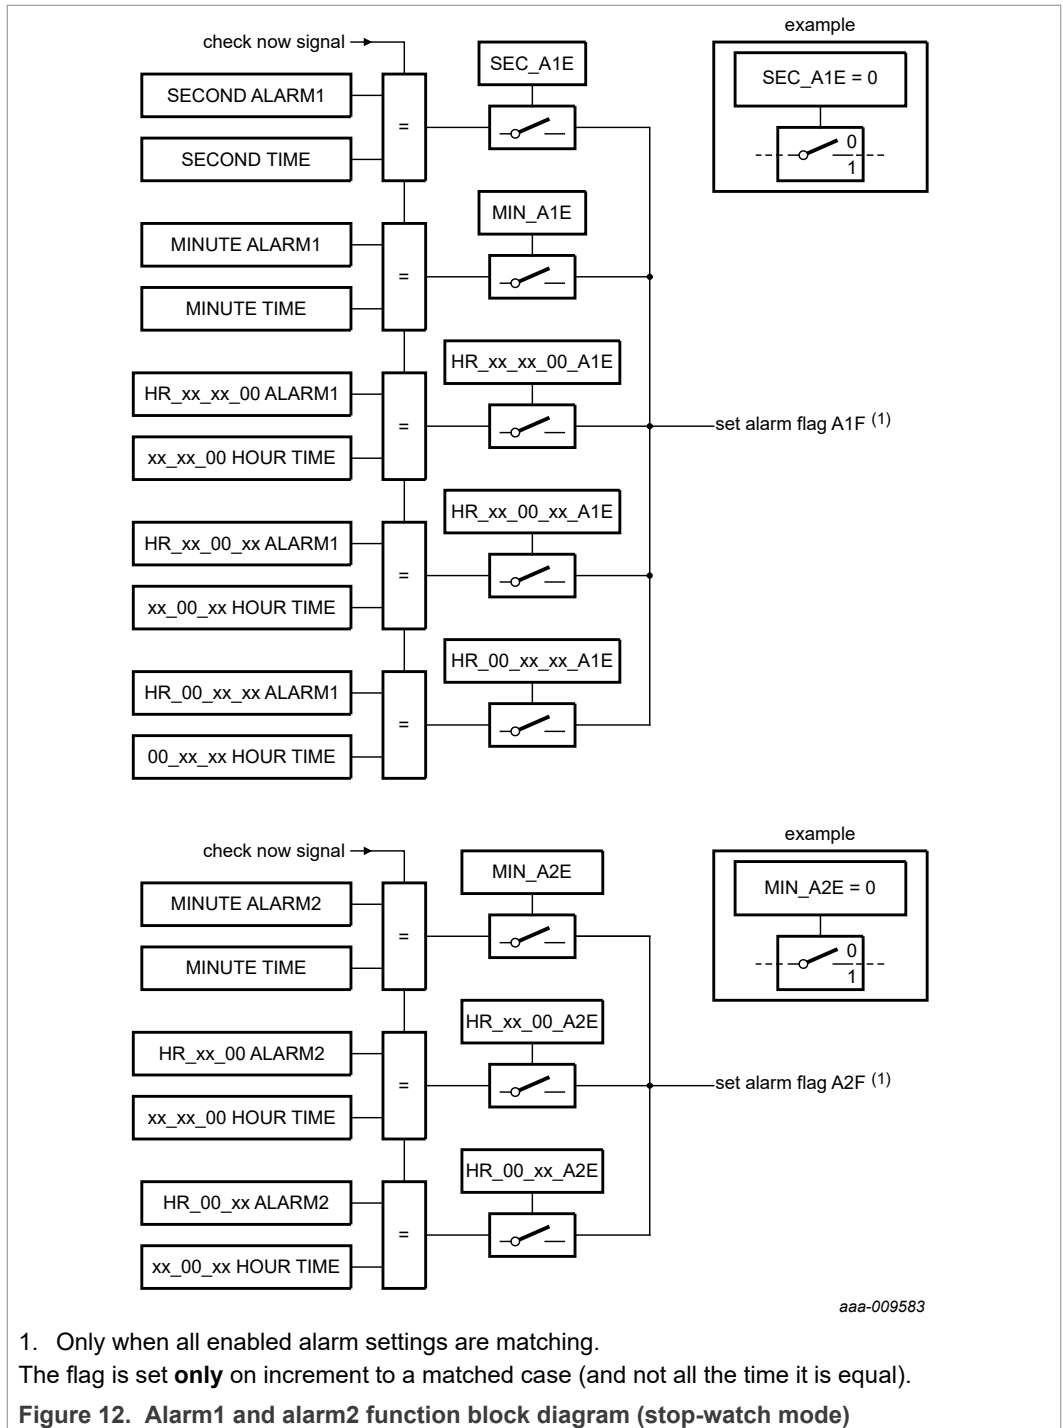 example
check now signal
SEC_A1E
SEC_A1E = 0
SECOND ALARM1
=
0
1
SECOND TIME
MIN_A1E
MINUTE ALARM1
=
MINUTE TIME
HR_xx_xx_00_A1E
HR_xx_xx_00 ALARM1
=
set alarm flag A1F (1)
xx_xx_00 HOUR TIME
HR_xx_00_xx_A1E
HR_xx_00_xx ALARM1
=
xx_00_xx HOUR TIME
HR_00_xx_xx_A1E
HR_00_xx_xx ALARM1
=
00_xx_xx HOUR TIME
example
check now signal
MIN_A2E
MIN_A2E = 0
MINUTE ALARM2
=
0
1
MINUTE TIME
HR_xx_00_A2E
HR_xx_00 ALARM2
=
set alarm flag A2F (1)
xx_xx_00 HOUR TIME
HR_00_xx_A2E
HR_00_xx ALARM2
=
xx_00_xx HOUR TIME
aaa-009583
1. Only when all enabled alarm settings are matching.
The flag is set only on increment to a matched case (and not all the time it is equal).
Figure 12. Alarm1 and alarm2 function block diagram (stop-watch mode)